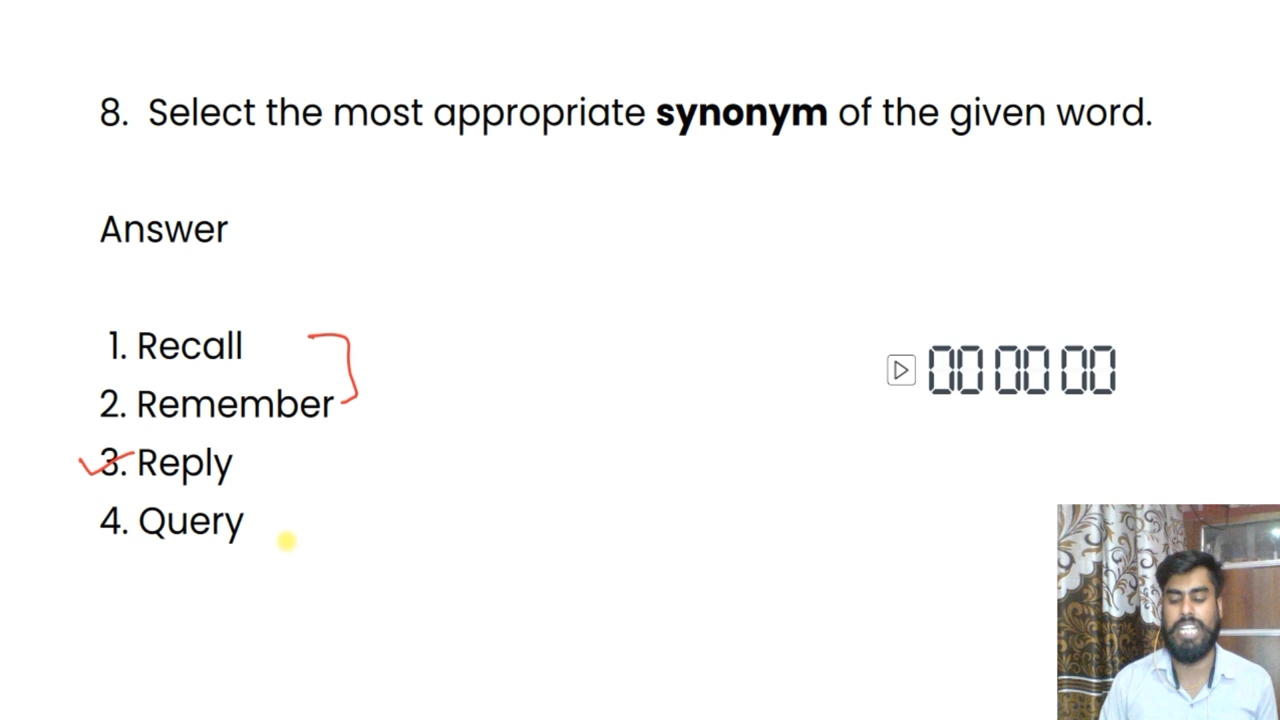 8. Select the most appropriate synonym of the given word.
Answer
1. Recall
2. Remember
3. Reply
4. Query
00 00 00